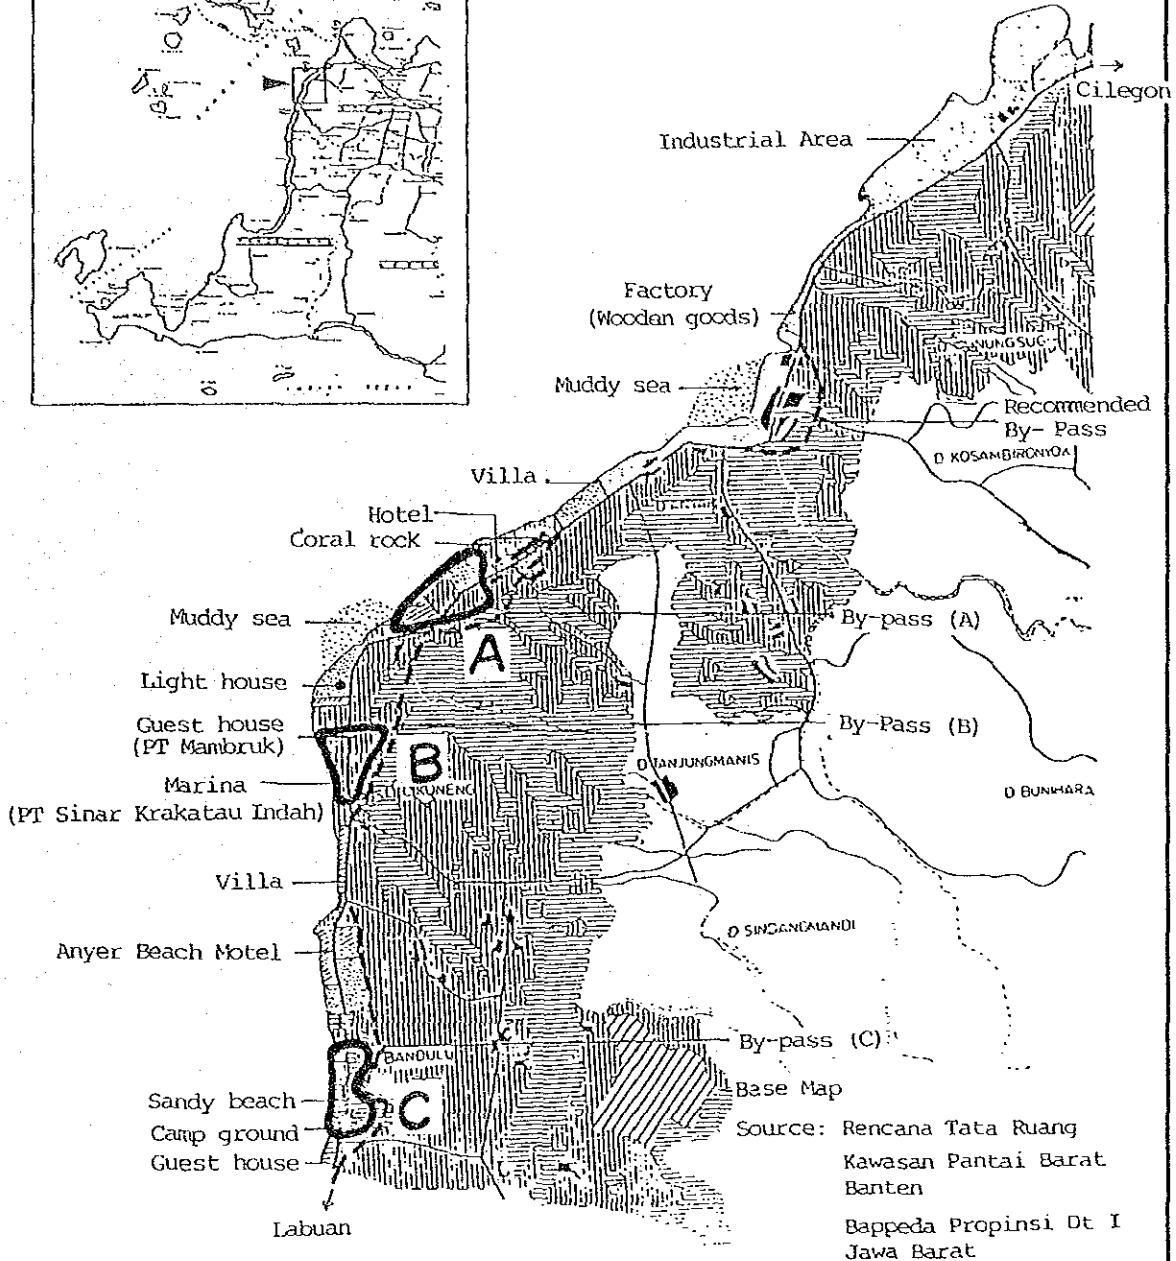 Cilegon
Industrial Area
Factory
(Wooden goods)
Muddy sea
Recommended
By- Pass
D KOSAMBIRONYOA
Villa
Hotel
Coral rock
Muddy sea
By-pass (A)
A
Light house
Guest house
(PT Mambruk)
By-Pass (B)
B
D TANJUNGMANIS
Marina
(PT Sinar Krakatau Indah)
D BUNIHARA
Villa
D SINDANGMANDI
Anyer Beach Motel
By-pass (C)
BANDULU
Base Map
Sandy beach
C
Camp ground
Source: Rencana Tata Ruang
Guest house
Kawasan Pantai Barat
Banten
Labuan
Bappeda Propinsi Dt I
Jawa Barat